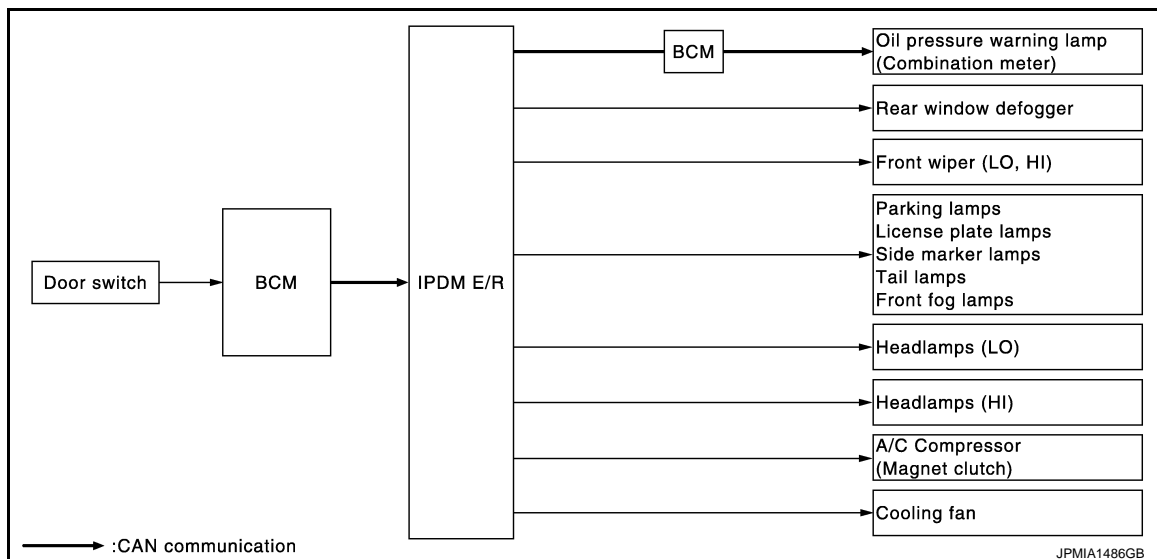 BCM
Oil pressure warning lamp
(Combination meter)
Rear window defogger
Front wiper (LO, HI)
Parking lamps
License plate lamps
Side marker lamps
Tail lamps
Front fog lamps
Door switch
BCM
IPDM E/R
Headlamps (LO)
Headlamps (HI)
A/C Compressor
(Magnet clutch)
Cooling fan
:CAN communication
JPMIA1486GB